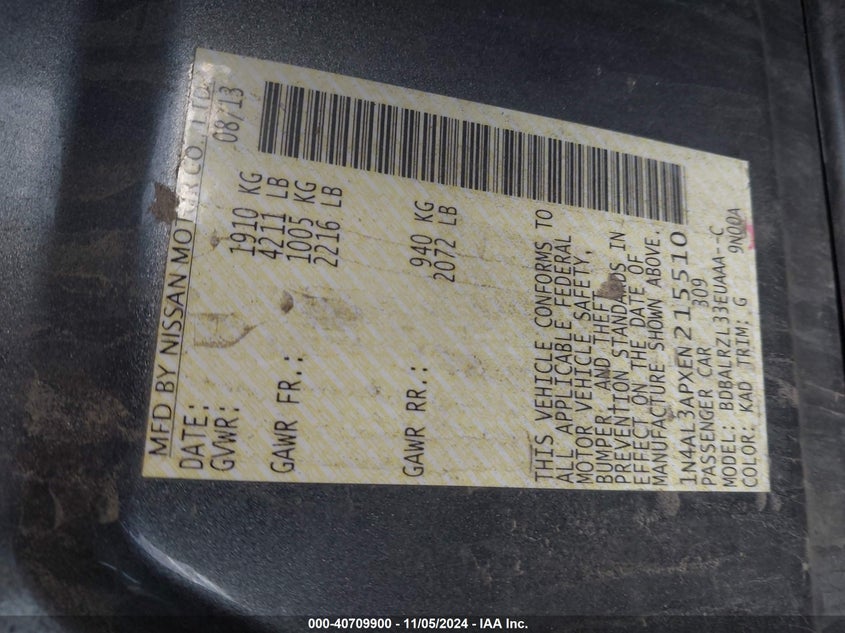 MFD BY NISSAN MOTOR CO., LTD.
DATE: 08/13
GVWR: 1910 KG
4211 LB
GAWR FR.: 1005 KG
2216 LB
GAWR RR.: 940 KG
2072 LB
THIS VEHICLE CONFORMS TO
ALL APPLICABLE FEDERAL
MOTOR VEHICLE SAFETY,
BUMPER, AND THEFT
PREVENTION STANDARDS IN
EFFECT ON THE DATE OF
MANUFACTURE SHOWN ABOVE.
1N4AL3APXEN215510
PASSENGER CAR 309
MODEL: BDBALRZL33EUAAA--C
COLOR: KAD TRIM: G 9N00A
000-40709900 - 11/05/2024 - IAA Inc.